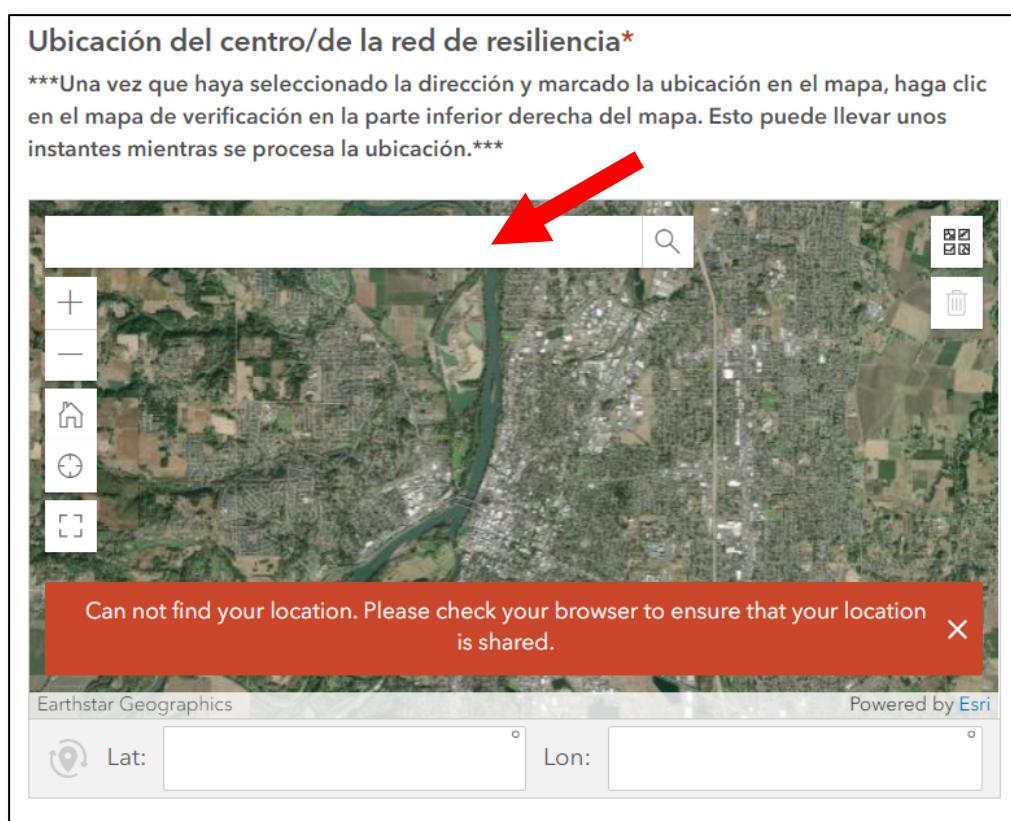 Ubicación del centro/de la red de resiliencia*
***Una vez que haya seleccionado la dirección y marcado la ubicación en el mapa, haga clic
en el mapa de verificación en la parte inferior derecha del mapa. Esto puede llevar unos
instantes mientras se procesa la ubicación.***
Can not find your location. Please check your browser to ensure that your location
is shared.
Earthstar Geographics Powered by Esri
Lat: ° Lon: °